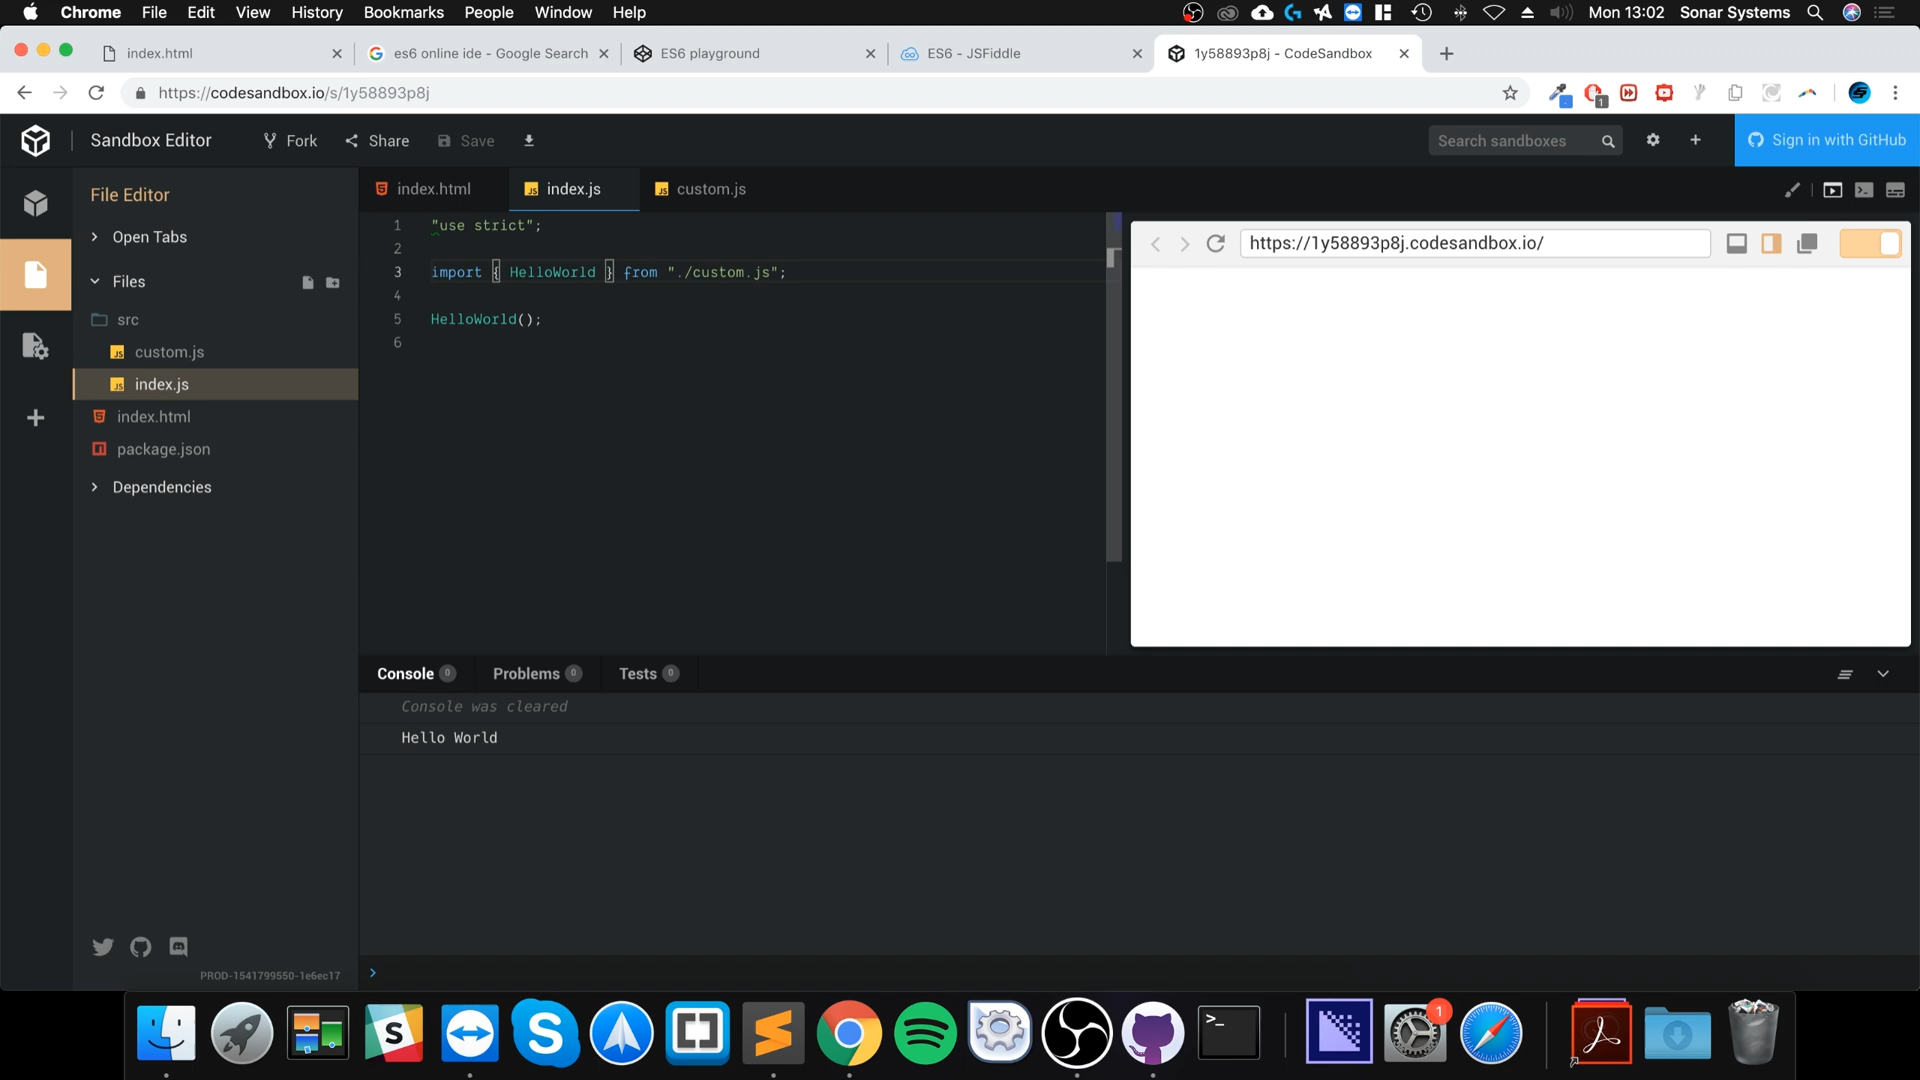 Chrome File Edit View History Bookmarks People Window Help
Mon 13:02 Sonar Systems
index.html
es6 online ide - Google Search
ES6 playground
ES6 - JSFiddle
1y58893p8j - CodeSandbox
https://codesandbox.io/s/1y58893p8j
1
Sandbox Editor
Fork
Share
Save
Search sandboxes
Sign in with GitHub
File Editor
Open Tabs
Files
src
custom.js
index.js
index.html
package.json
Dependencies
PROD-1541799550-1e6ec17
index.html
index.js
custom.js
1 "use strict";
2
3 import { HelloWorld } from "./custom.js";
4
5 HelloWorld();
6
https://1y58893p8j.codesandbox.io/
Console 0
Problems 0
Tests 0
Console was cleared
Hello World
>
S
S
>_
1